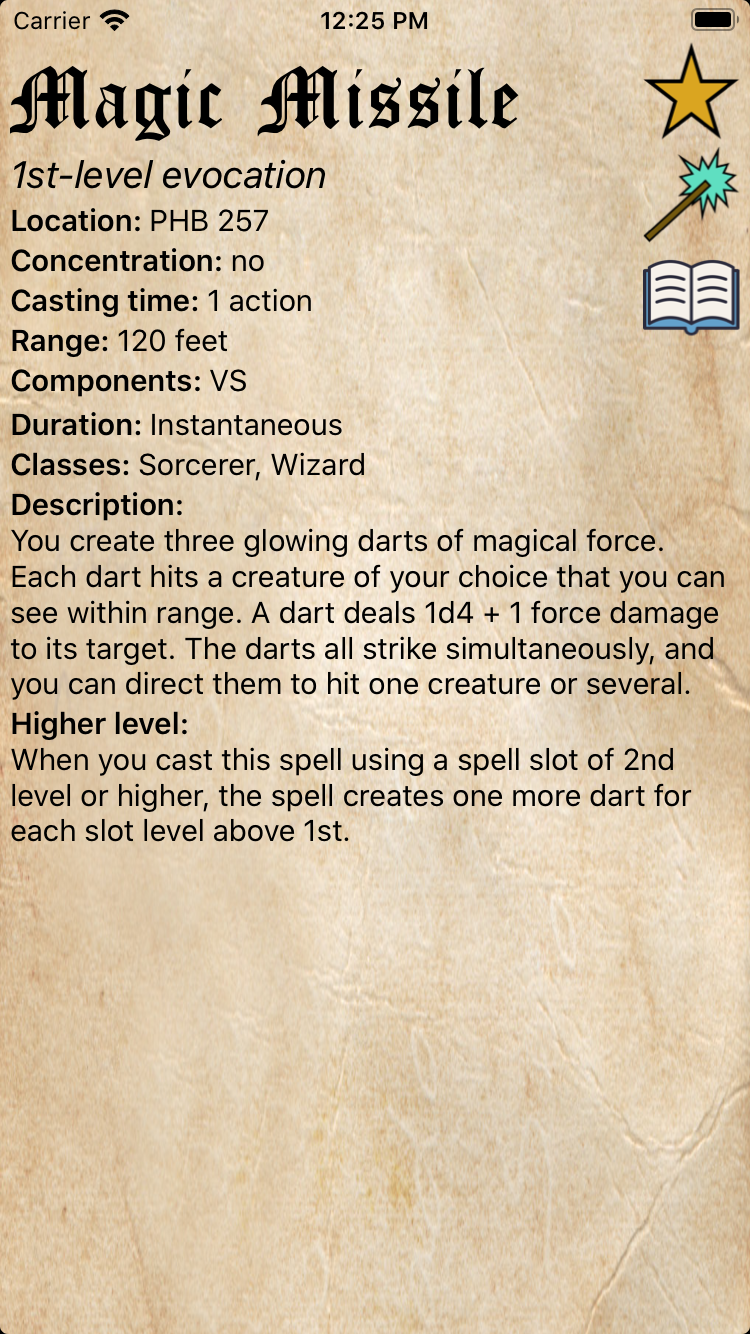 Carrier 12:25 PM
Magic Missile
1st-level evocation
Location: PHB 257
Concentration: no
Casting time: 1 action
Range: 120 feet
Components: VS
Duration: Instantaneous
Classes: Sorcerer, Wizard
Description:
You create three glowing darts of magical force.
Each dart hits a creature of your choice that you can
see within range. A dart deals 1d4 + 1 force damage
to its target. The darts all strike simultaneously, and
you can direct them to hit one creature or several.
Higher level:
When you cast this spell using a spell slot of 2nd
level or higher, the spell creates one more dart for
each slot level above 1st.